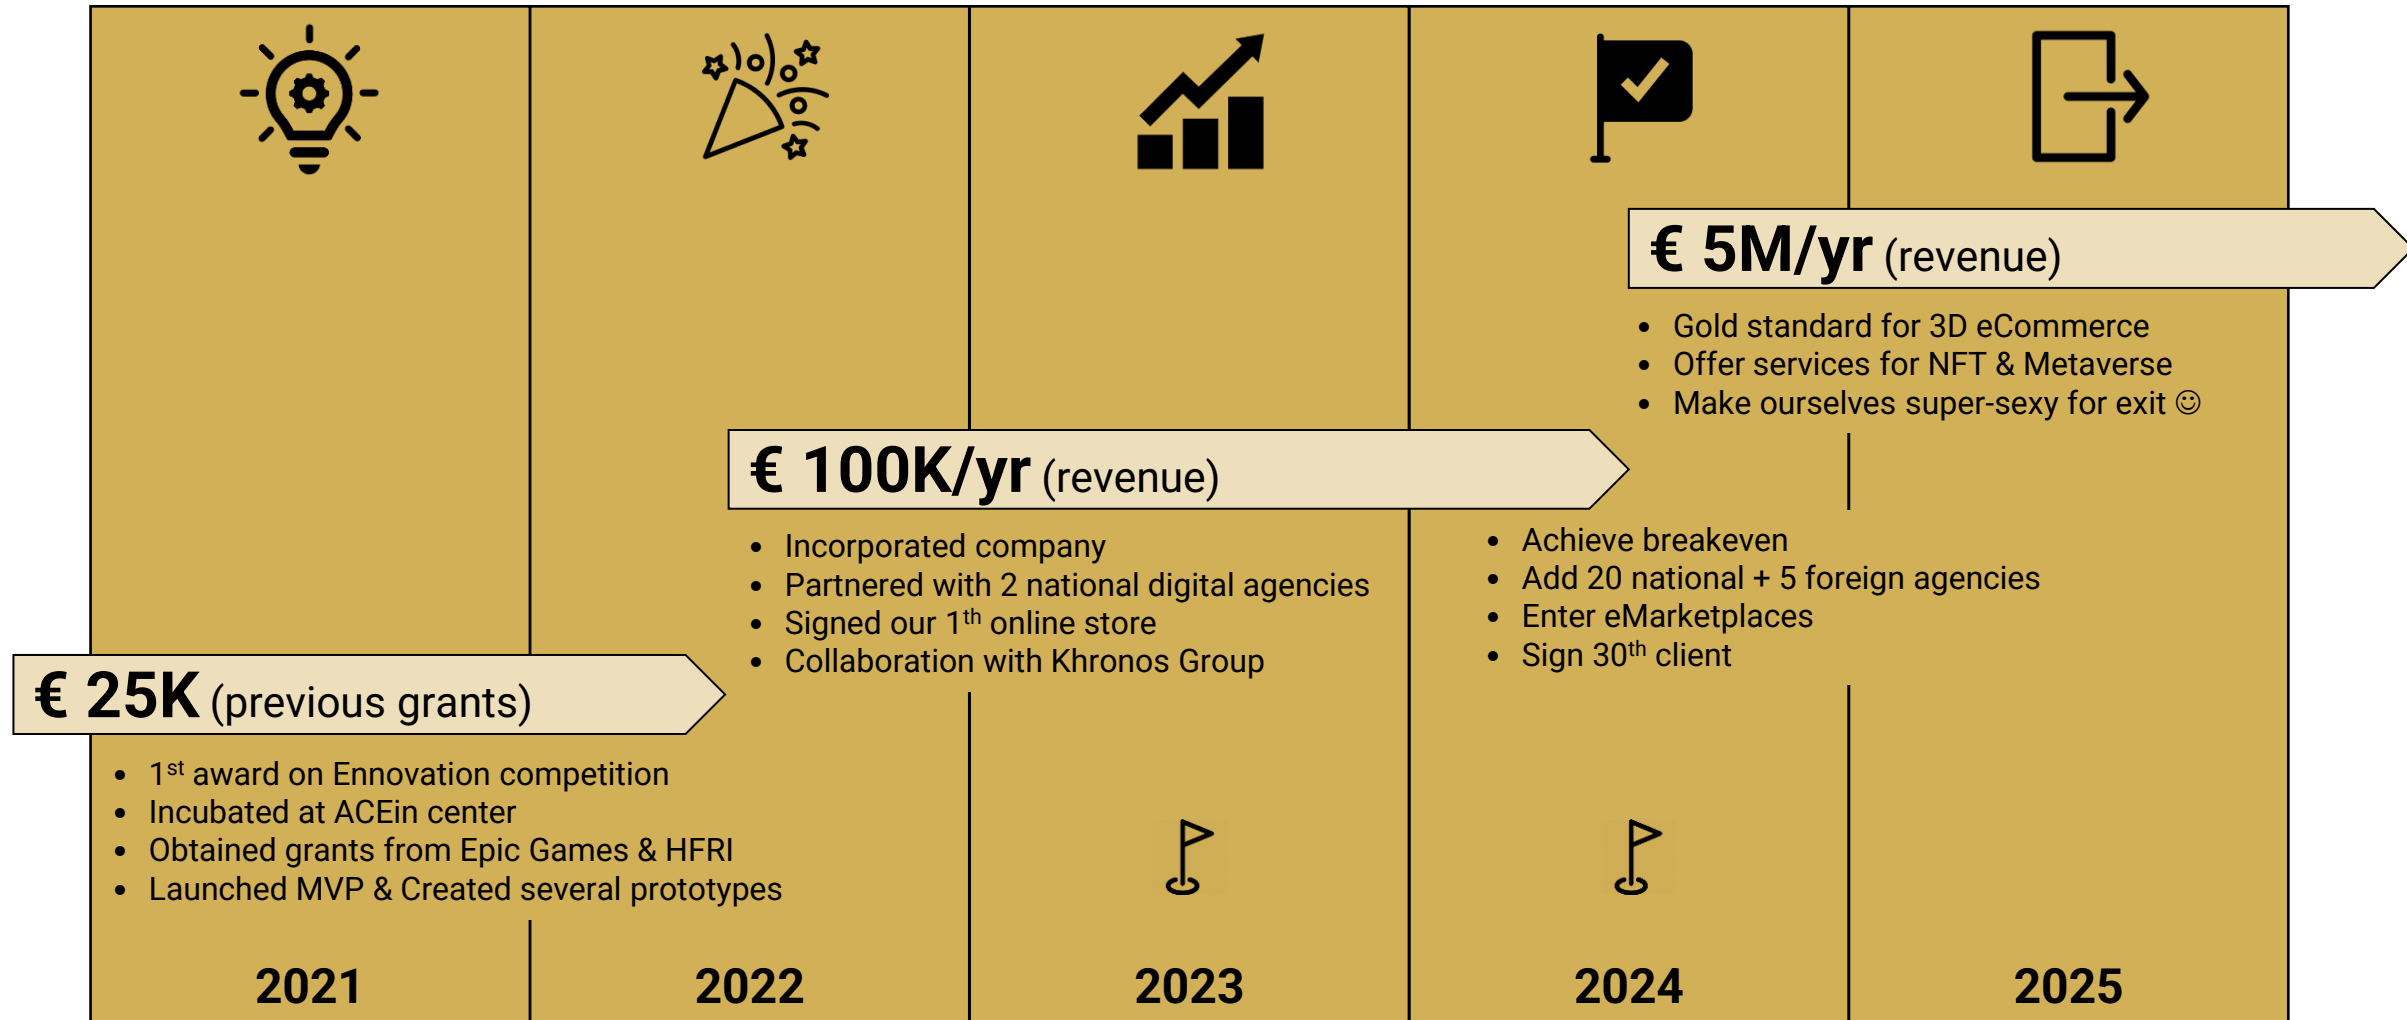 € 5M/yr (revenue)
• Gold standard for 3D eCommerce
• Offer services for NFT & Metaverse
• Make ourselves super-sexy for exit ☺
€ 100K/yr (revenue)
• Incorporated company
• Partnered with 2 national digital agencies
• Signed our 1th online store
• Collaboration with Khronos Group
• Achieve breakeven
• Add 20 national + 5 foreign agencies
• Enter eMarketplaces
• Sign 30th client
€ 25K (previous grants)
• 1st award on Ennovation competition
• Incubated at ACEin center
• Obtained grants from Epic Games & HFRI
• Launched MVP & Created several prototypes
2021 2022 2023 2024 2025